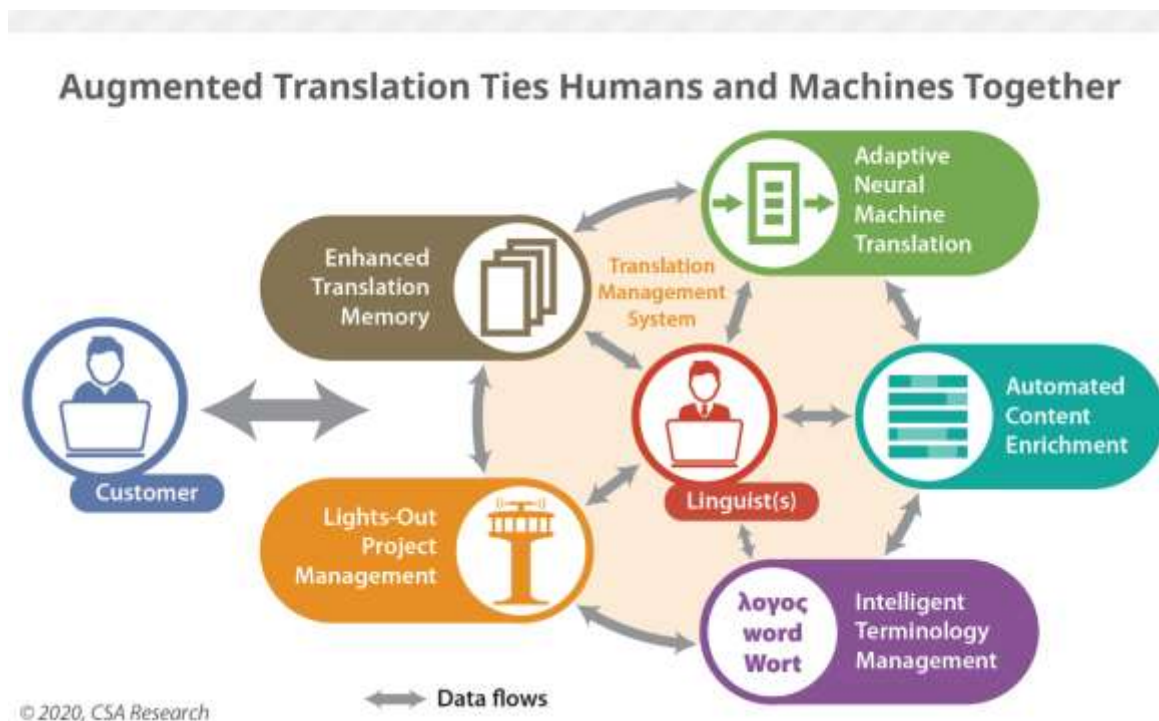 Augmented Translation Ties Humans and Machines Together
Adaptive
Neural
Machine
Translation
Enhanced
Translation
Memory
Translation
Management
System
Customer
Linguist(s)
Automated
Content
Enrichment
Lights-Out
Project
Management
λογος
word
Wort
Intelligent
Terminology
Management
Data flows
© 2020, CSA Research